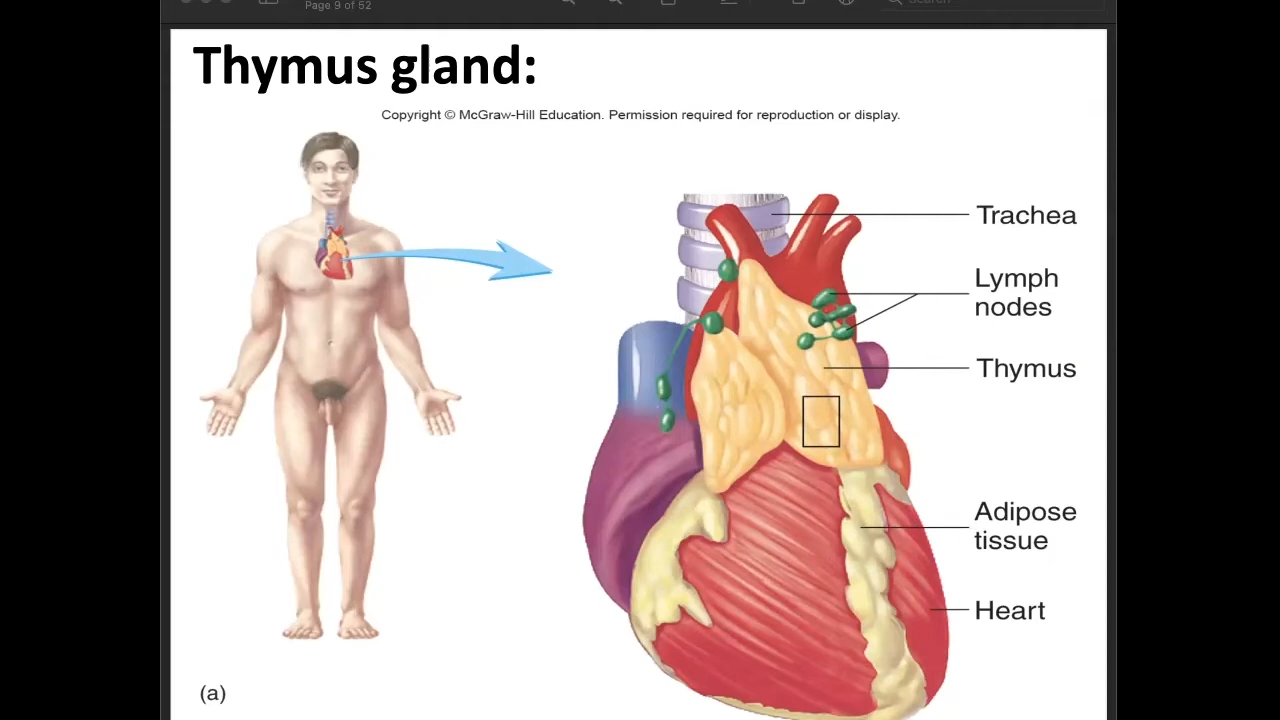 Page 9 of 52
Search
Thymus gland:
Copyright © McGraw-Hill Education. Permission required for reproduction or display.
Trachea
Lymph
nodes
Thymus
Adipose
tissue
Heart
(a)